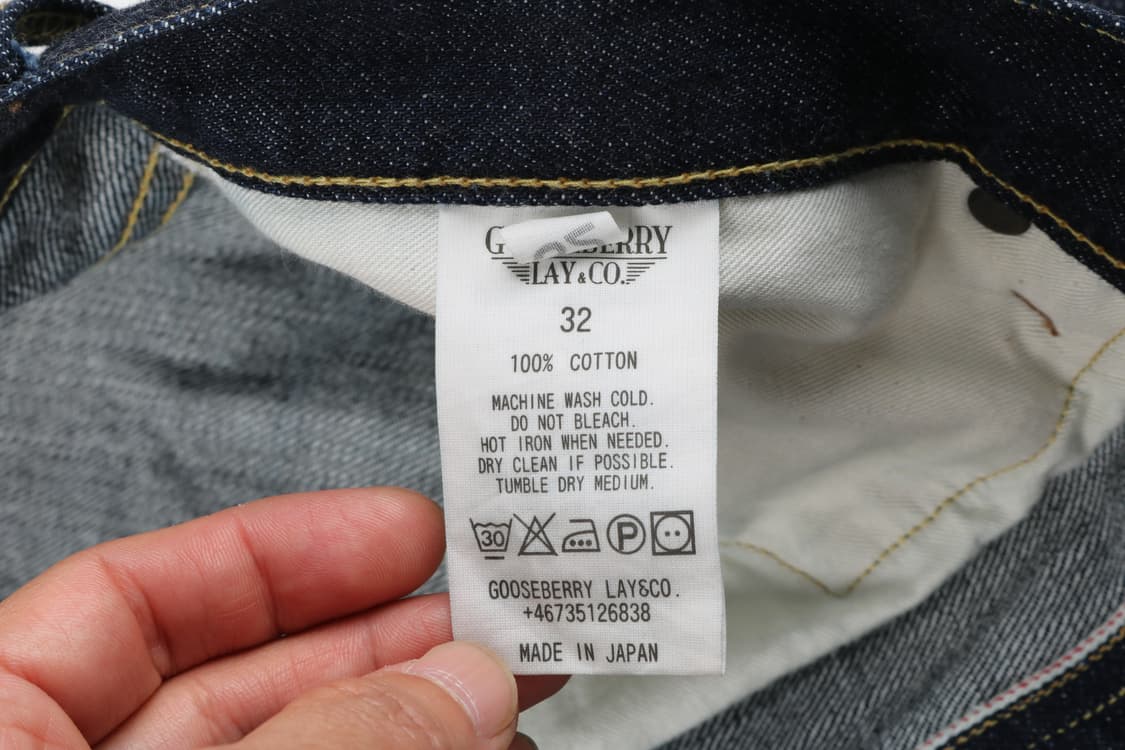 LAY & CO.
32
100% COTTON
MACHINE WASH COLD.
DO NOT BLEACH.
HOT IRON WHEN NEEDED.
DRY CLEAN IF POSSIBLE.
TUMBLE DRY MEDIUM.
30 P
GOOSEBERRY LAY&CO.
+46735126838
MADE IN JAPAN